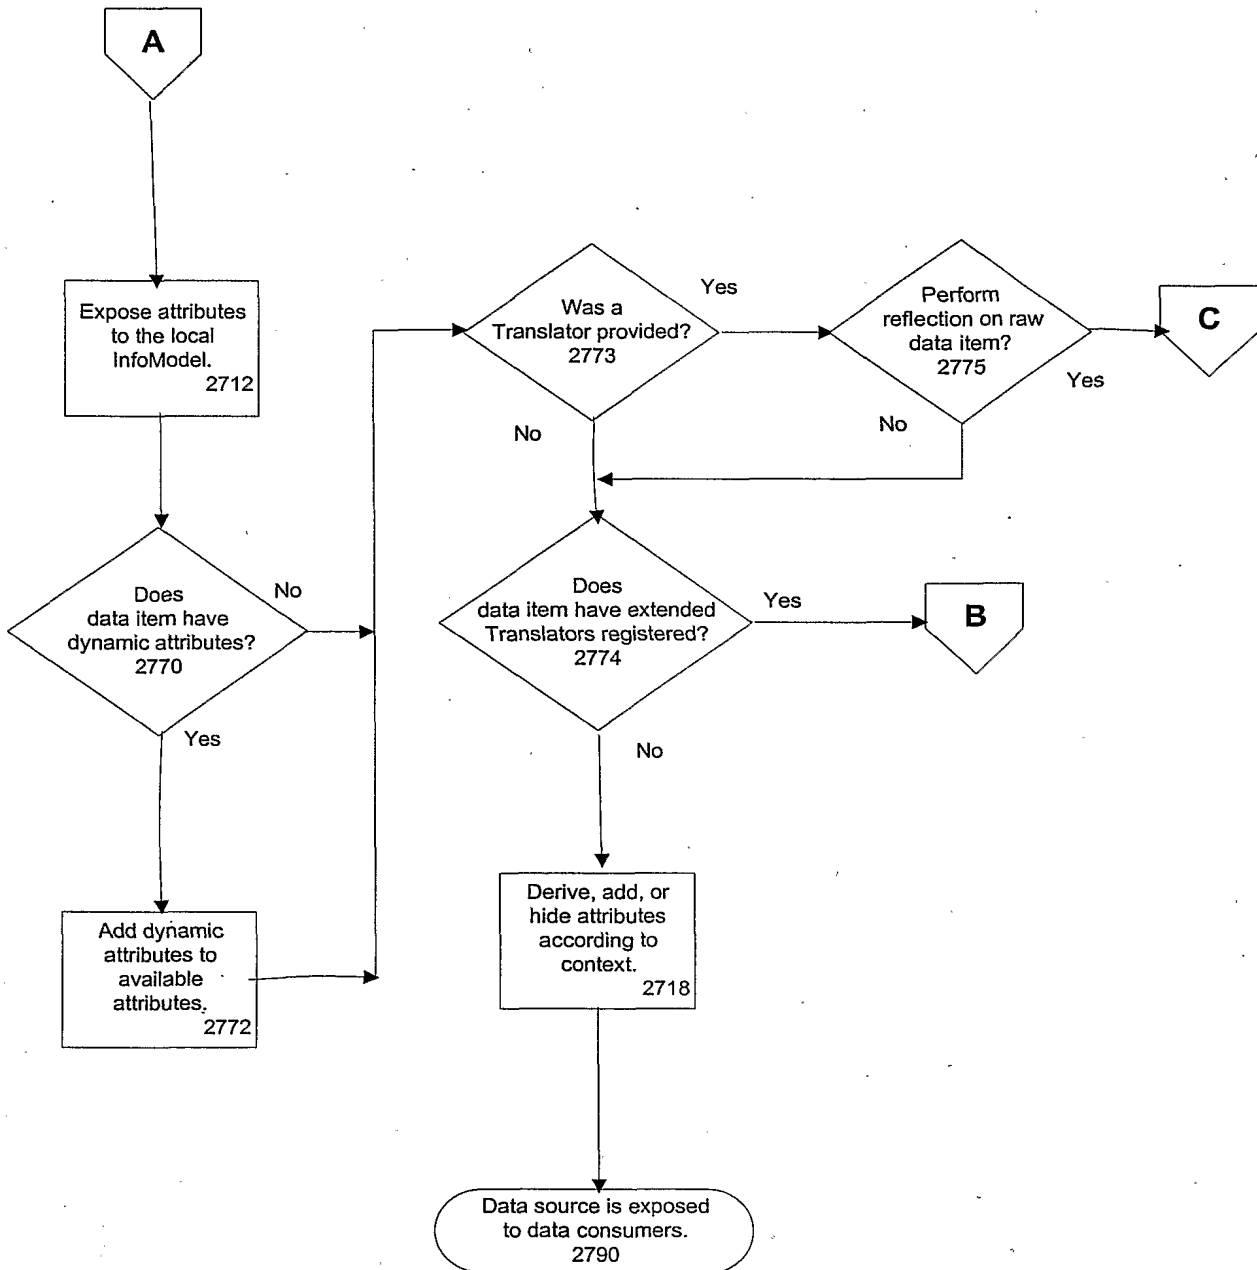 A
Expose attributes
to the local
InfoModel.
2712
Does
data item have
dynamic attributes?
2770
No
Yes
Add dynamic
attributes to
available
attributes.
2772
Was a
Translator provided?
2773
Yes
No
Perform
reflection on raw
data item?
2775
Yes
No
C
Does
data item have extended
Translators registered?
2774
Yes
No
B
Derive, add, or
hide attributes
according to
context.
2718
Data source is exposed
to data consumers.
2790